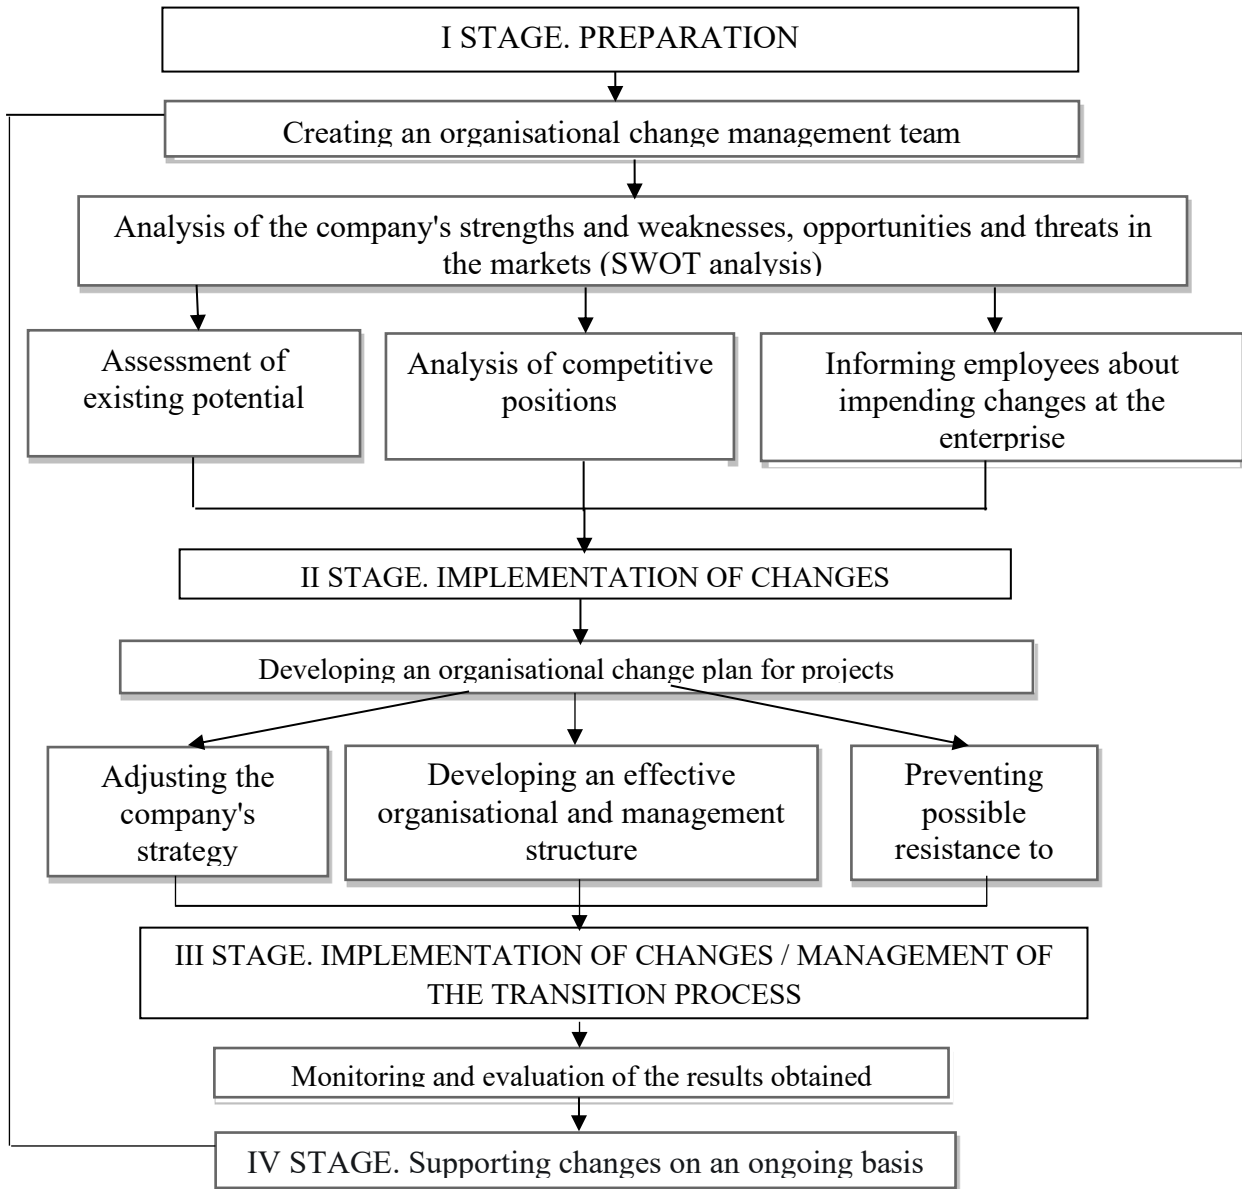 I STAGE. PREPARATION
Creating an organisational change management team
Analysis of the company's strengths and weaknesses, opportunities and threats in
the markets (SWOT analysis)
Assessment of
existing potential
Analysis of competitive
positions
Informing employees about
impending changes at the
enterprise
II STAGE. IMPLEMENTATION OF CHANGES
Developing an organisational change plan for projects
Adjusting the
company's
strategy
Developing an effective
organisational and management
structure
Preventing
possible
resistance to
III STAGE. IMPLEMENTATION OF CHANGES / MANAGEMENT OF
THE TRANSITION PROCESS
Monitoring and evaluation of the results obtained
IV STAGE. Supporting changes on an ongoing basis